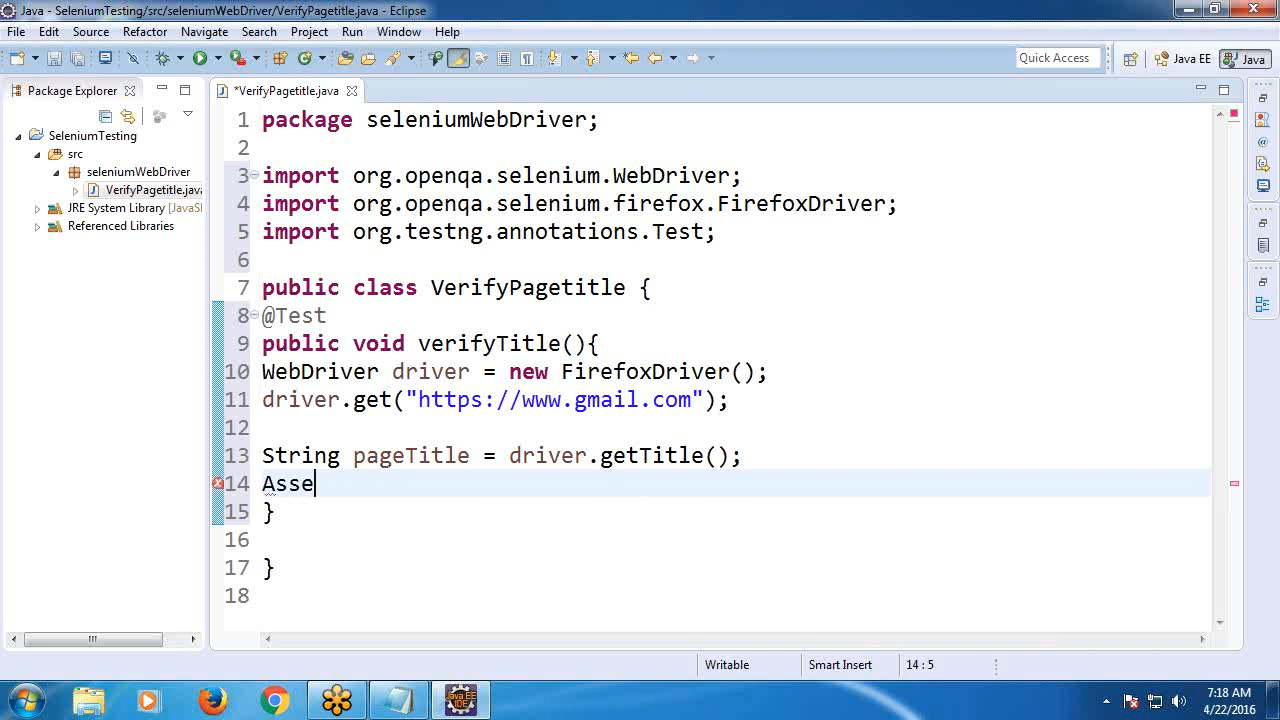 Java - SeleniumTesting/src/seleniumWebDriver/VerifyPagetitle.java - Eclipse
File Edit Source Refactor Navigate Search Project Run Window Help
Quick Access Java EE Java
Package Explorer *VerifyPagetitle.java
SeleniumTesting
src
seleniumWebDriver
VerifyPagetitle.java
JRE System Library [JavaS
Referenced Libraries
1 package seleniumWebDriver;
2
3 import org.openqa.selenium.WebDriver;
4 import org.openqa.selenium.firefox.FirefoxDriver;
5 import org.testng.annotations.Test;
6
7 public class VerifyPagetitle {
8 @Test
9 public void verifyTitle(){
10 WebDriver driver = new FirefoxDriver();
11 driver.get("https://www.gmail.com");
12
13 String pageTitle = driver.getTitle();
14 Asse
15 }
16
17 }
18
Writable Smart Insert 14 : 5
Java EE IDE
7:18 AM
4/22/2016